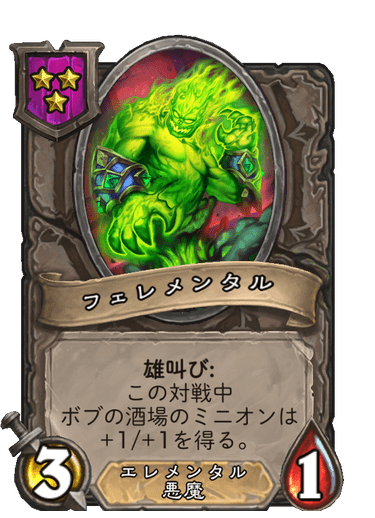 フェレメンタル
雄叫び:
この対戦中
ボブの酒場のミニオンは
+1/+1を得る。
エレメンタル
悪魔
3
1